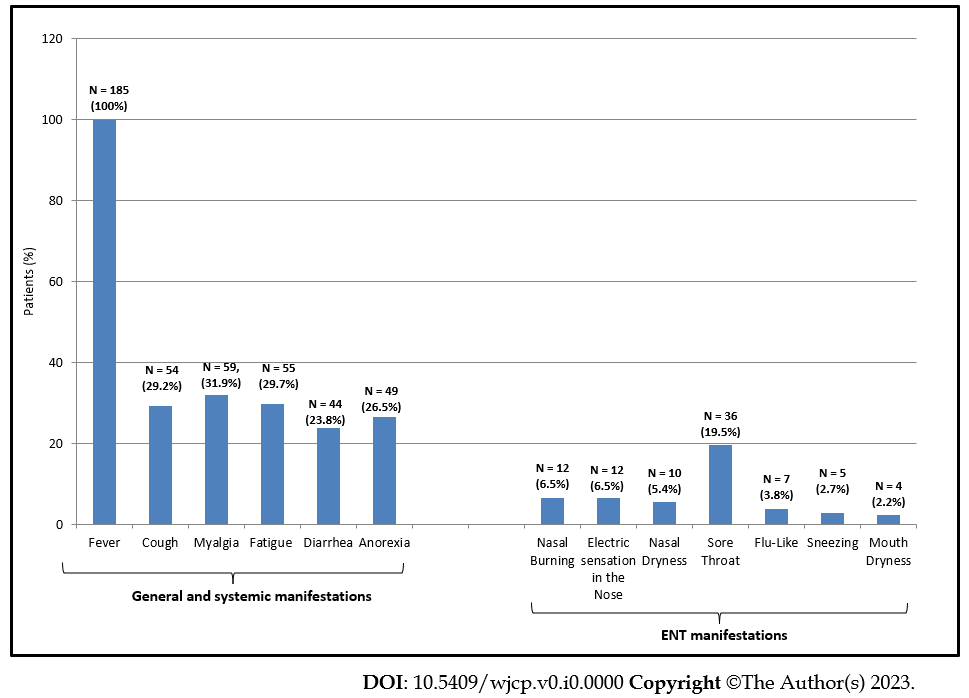 120
100
80
60
40
20
0
Patients (%)
N = 185
(100%)
N = 54
(29.2%)
N = 59,
(31.9%)
N = 55
(29.7%)
N = 44
(23.8%)
N = 49
(26.5%)
N = 12
(6.5%)
N = 12
(6.5%)
N = 10
(5.4%)
N = 36
(19.5%)
N = 7
(3.8%)
N = 5
(2.7%)
N = 4
(2.2%)
Fever
Cough
Myalgia
Fatigue
Diarrhea
Anorexia
Nasal
Burning
Electric
sensation
in the
Nose
Nasal
Dryness
Sore
Throat
Flu-Like
Sneezing
Mouth
Dryness
General and systemic manifestations
ENT manifestations
DOI: 10.5409/wjcp.v0.i0.0000 Copyright ©The Author(s) 2023.